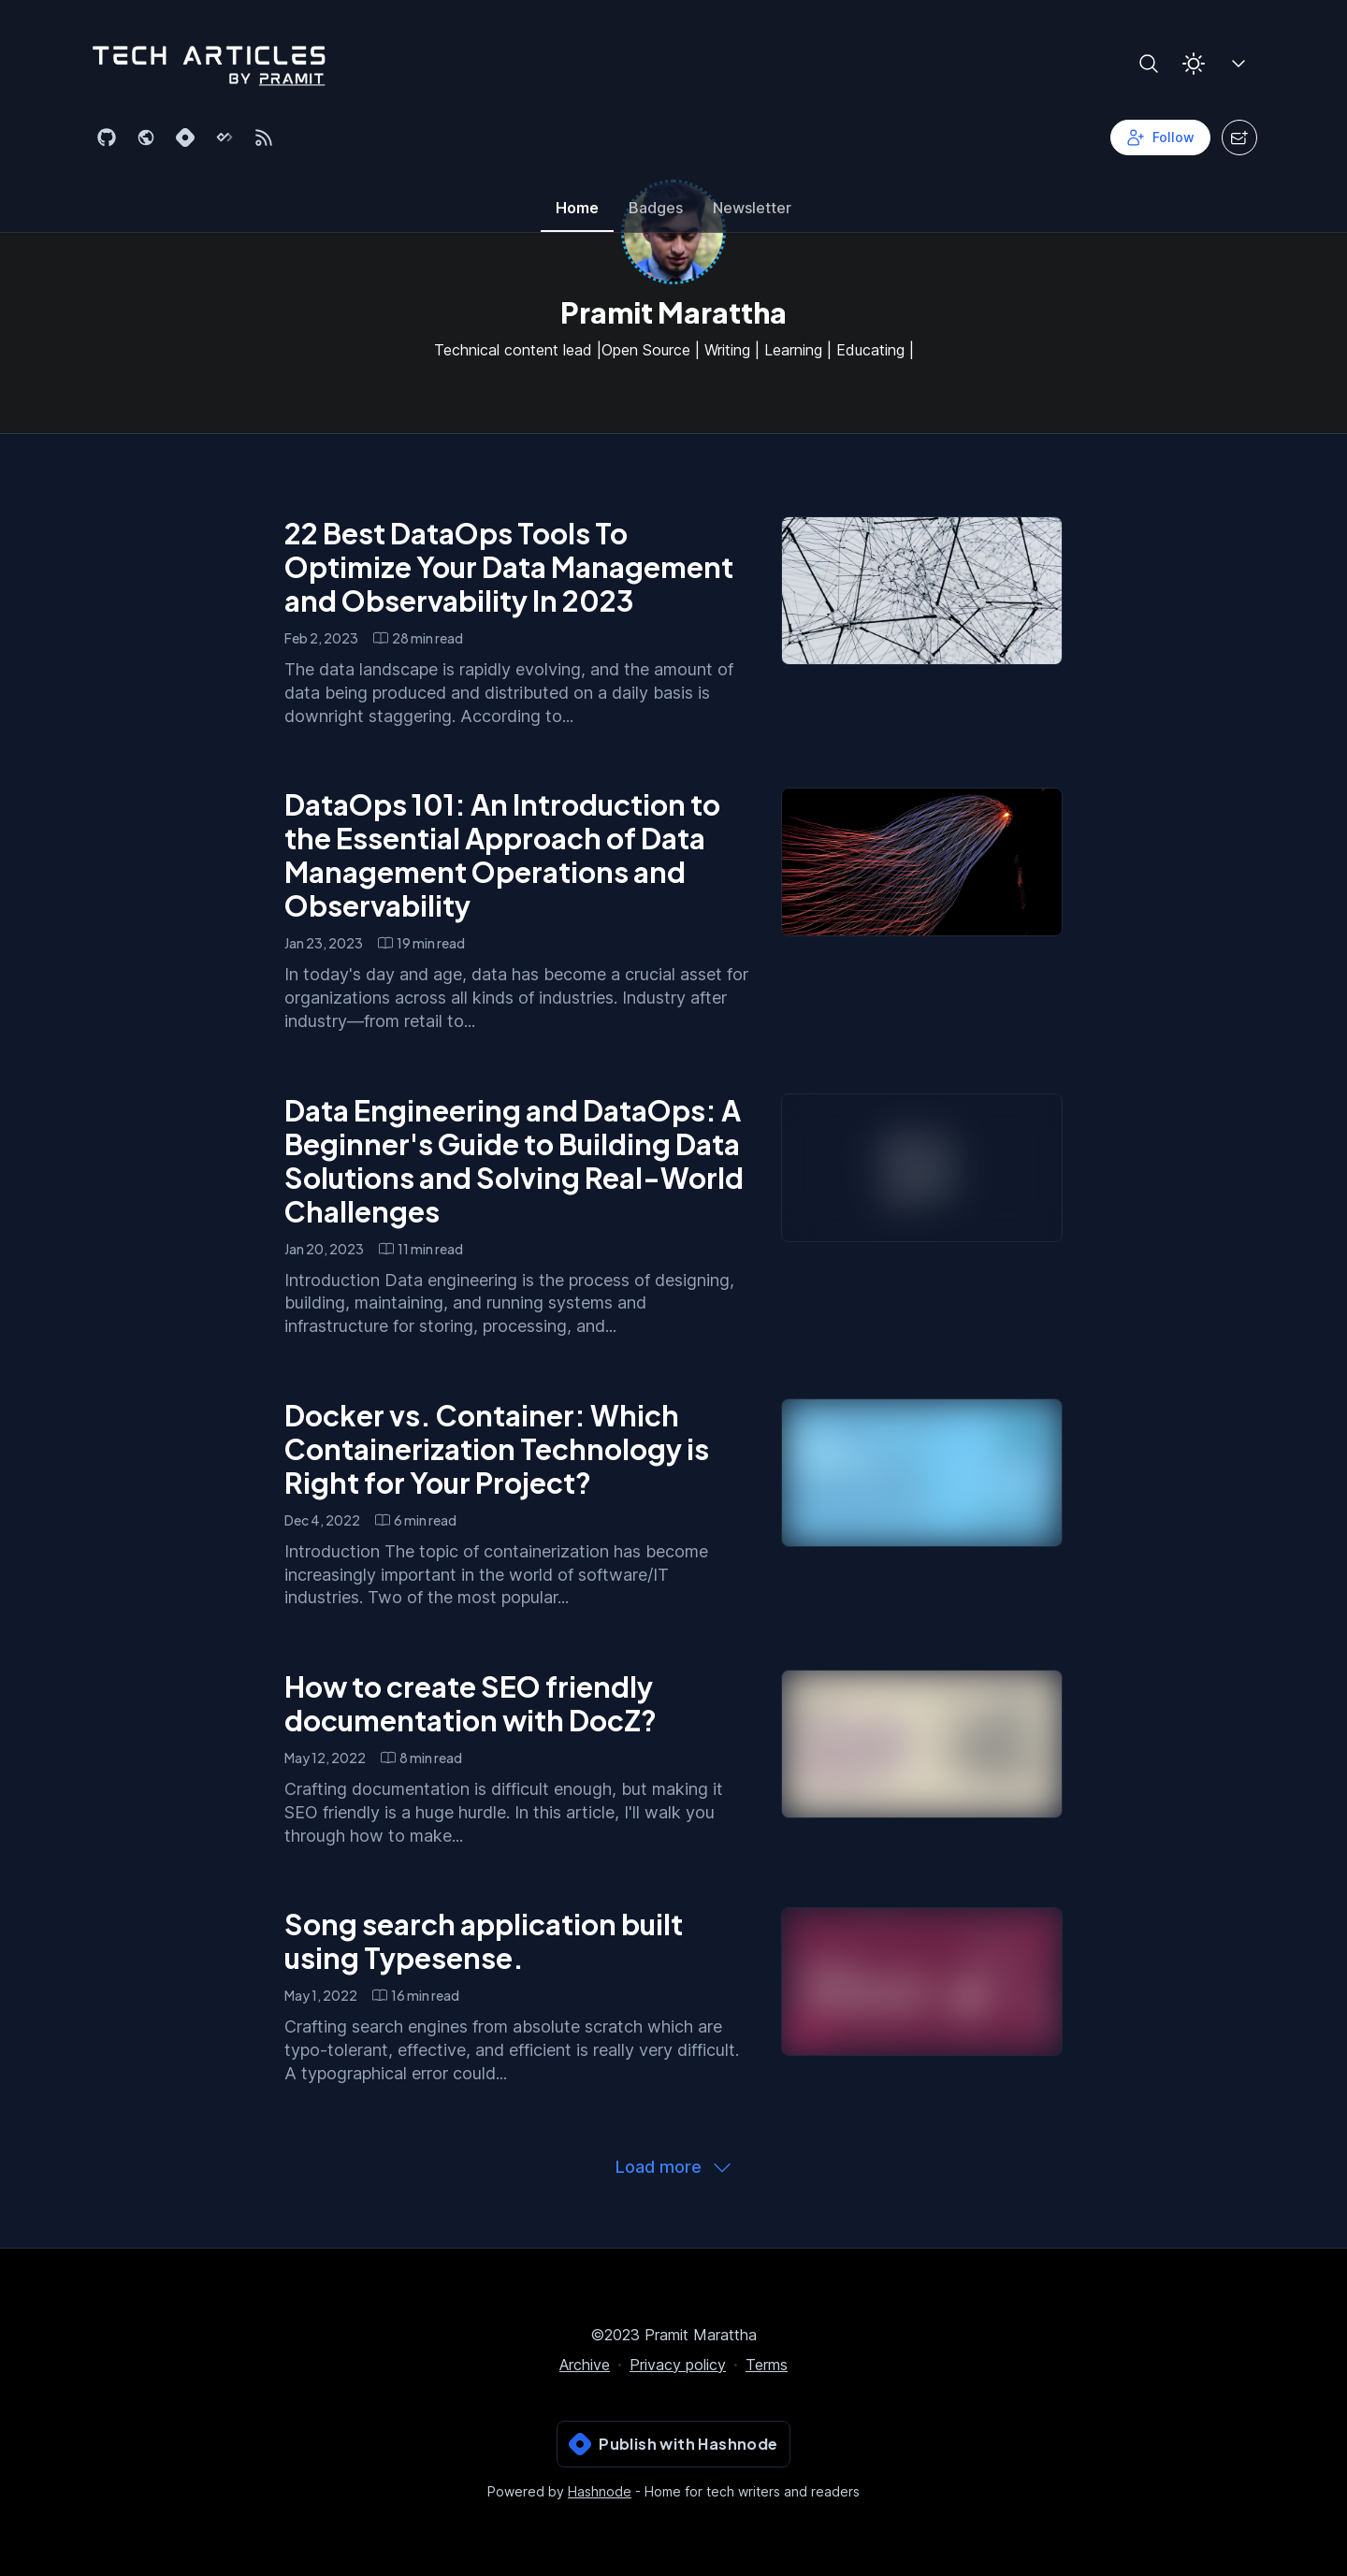 TECH ARTICLES
BY PRAMIT
Follow
Home
Badges
Newsletter
Pramit Marattha
Technical content lead |Open Source | Writing | Learning | Educating |
22 Best DataOps Tools To
Optimize Your Data Management
and Observability In 2023
Feb 2, 2023 28 min read
The data landscape is rapidly evolving, and the amount of
data being produced and distributed on a daily basis is
downright staggering. According to...
DataOps 101: An Introduction to
the Essential Approach of Data
Management Operations and
Observability
Jan 23, 2023 19 min read
In today's day and age, data has become a crucial asset for
organizations across all kinds of industries. Industry after
industry—from retail to...
Data Engineering and DataOps: A
Beginner's Guide to Building Data
Solutions and Solving Real-World
Challenges
Jan 20, 2023 11 min read
Introduction Data engineering is the process of designing,
building, maintaining, and running systems and
infrastructure for storing, processing, and...
Docker vs. Container: Which
Containerization Technology is
Right for Your Project?
Dec 4, 2022 6 min read
Introduction The topic of containerization has become
increasingly important in the world of software/IT
industries. Two of the most popular...
How to create SEO friendly
documentation with DocZ?
May 12, 2022 8 min read
Crafting documentation is difficult enough, but making it
SEO friendly is a huge hurdle. In this article, I'll walk you
through how to make...
Song search application built
using Typesense.
May 1, 2022 16 min read
Crafting search engines from absolute scratch which are
typo-tolerant, effective, and efficient is really very difficult.
A typographical error could...
Load more
©2023 Pramit Marattha
Archive · Privacy policy · Terms
Publish with Hashnode
Powered by Hashnode - Home for tech writers and readers